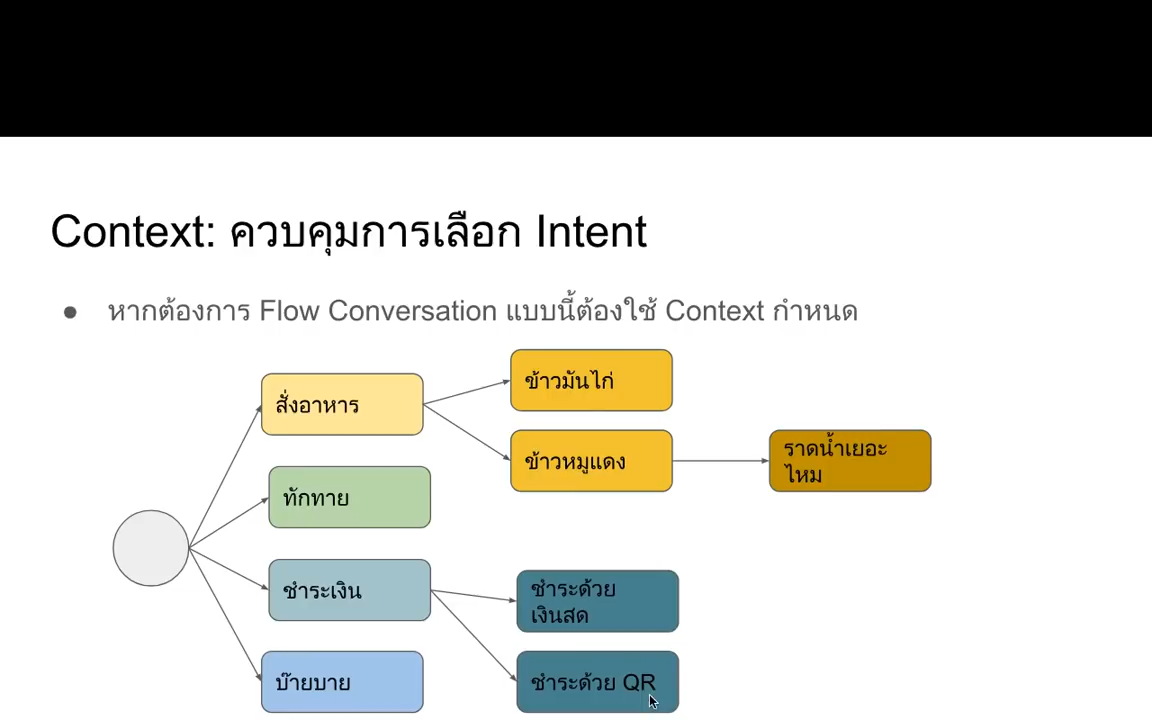 Context: ควบคุมการเลือก Intent
● หากต้องการ Flow Conversation แบบนี้ต้องใช้ Context กำหนด
สั่งอาหาร
ข้าวมันไก่
ข้าวหมูแดง
ราดน้ำเยอะ
ไหม
ทักทาย
ชำระเงิน
ชำระด้วย
เงินสด
ชำระด้วย QR
บ๊ายบาย